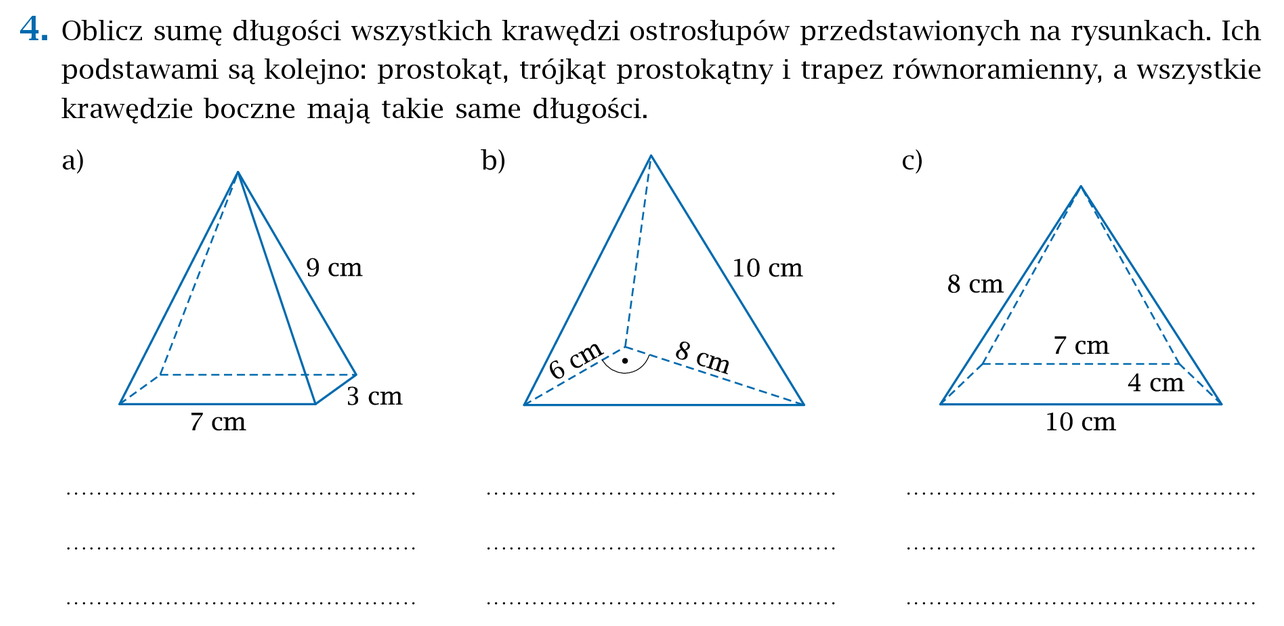 4. Oblicz sumę długości wszystkich krawędzi ostrosłupów przedstawionych na rysunkach. Ich
podstawami są kolejno: prostokąt, trójkąt prostokątny i trapez równoramienny, a wszystkie
krawędzie boczne mają takie same długości.
a)
9 cm
3 cm
7 cm
b)
10 cm
6 cm
8 cm
c)
8 cm
7 cm
4 cm
10 cm